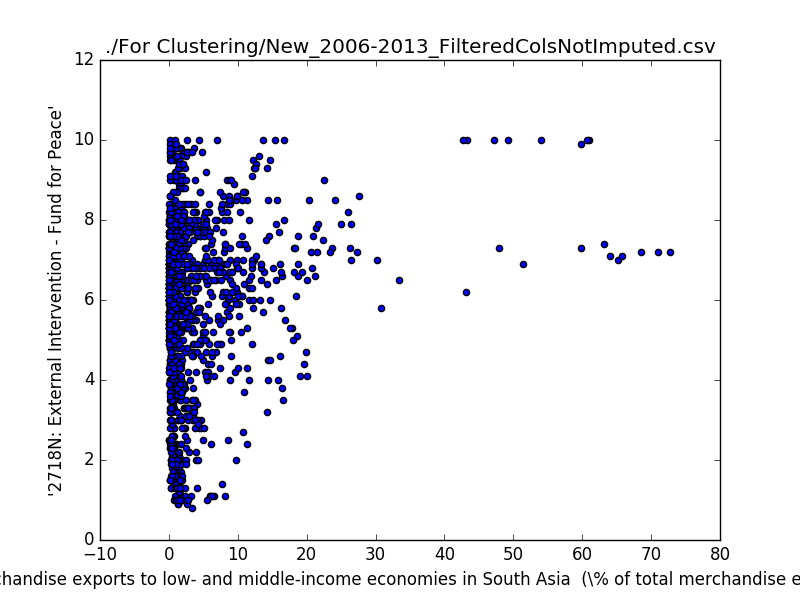 ./For Clustering/New_2006-2013_FilteredColsNotImputed.csv
'2718N: External Intervention - Fund for Peace'
12
10
8
6
4
2
0
−10 0 10 20 30 40 50 60 70 80
exports to low- and middle-income economies in South Asia (\% of total merchandise